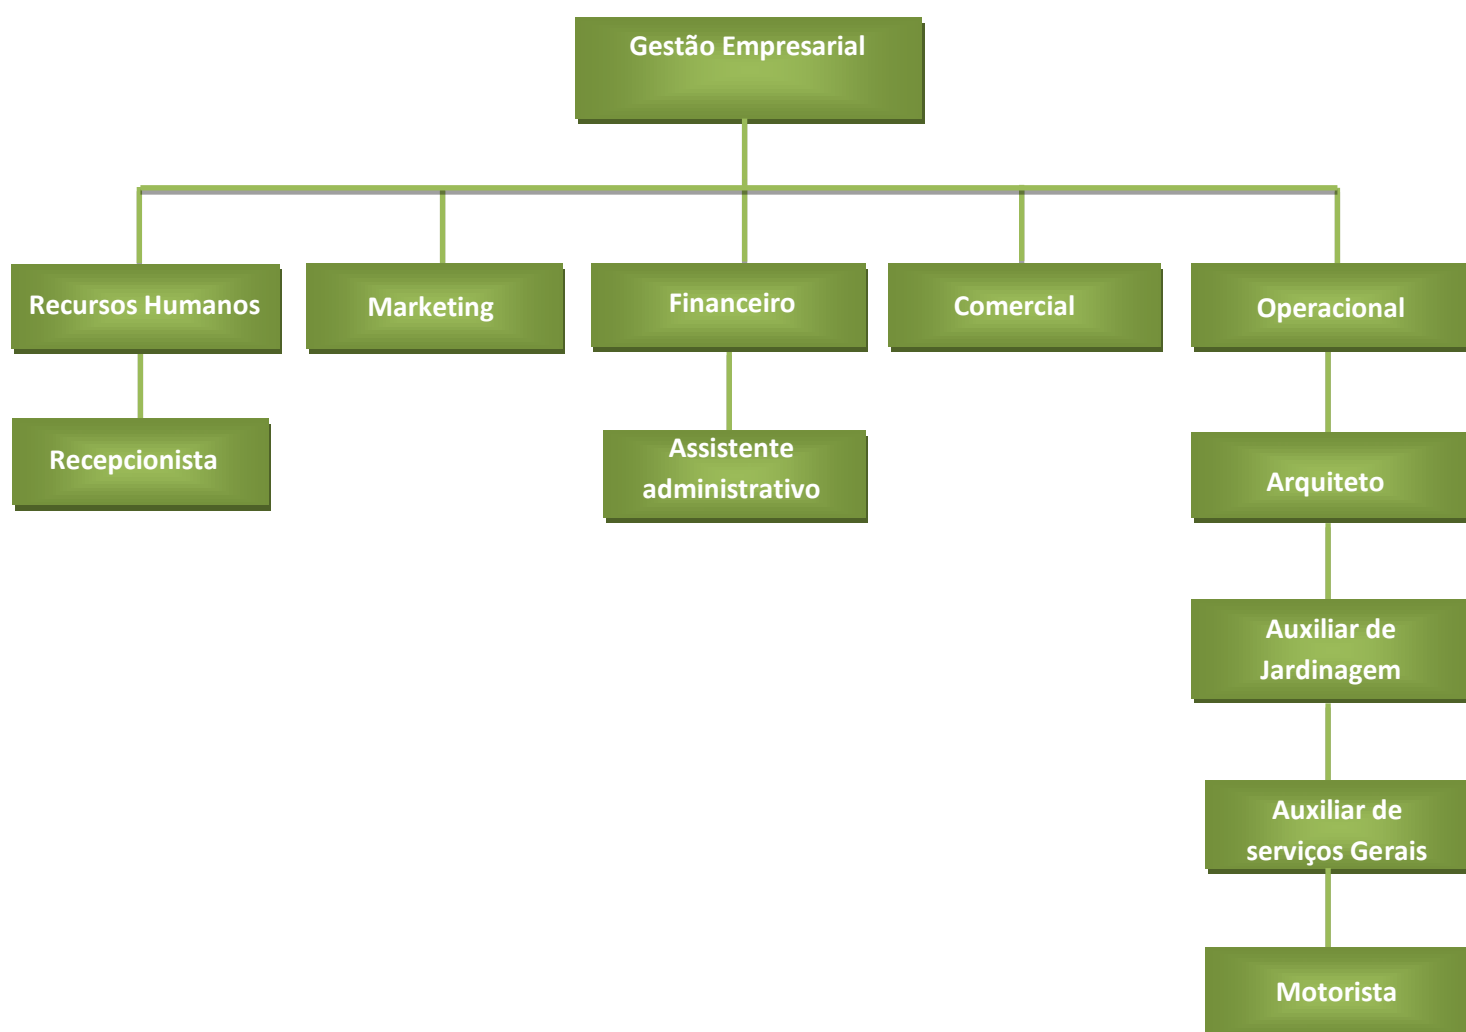 Gestão Empresarial
Recursos Humanos
Marketing
Financeiro
Comercial
Operacional
Recepcionista
Assistente
administrativo
Arquiteto
Auxiliar de
Jardinagem
Auxiliar de
serviços Gerais
Motorista